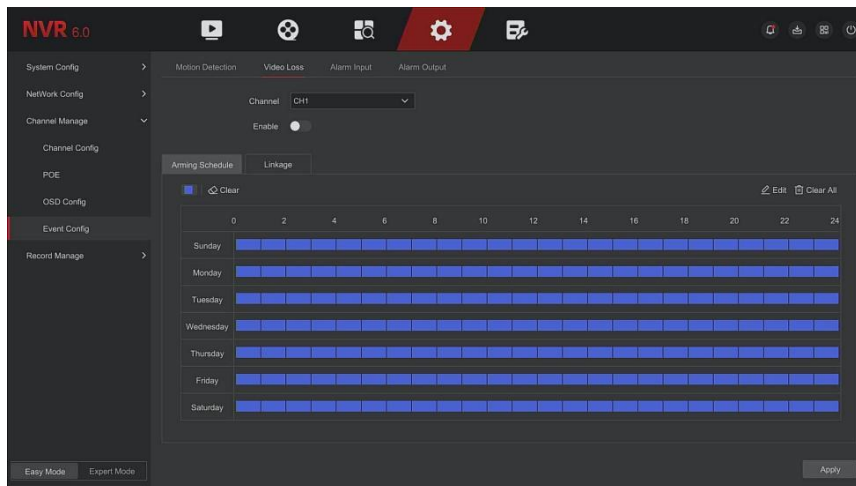 NVR 6.0
System Config
NetWork Config
Channel Manage
Channel Config
POE
OSD Config
Event Config
Record Manage
Easy Mode Expert Mode
Motion Detection Video Loss Alarm Input Alarm Output
Channel CH1
Enable
Arming Schedule Linkage
Clear Edit Clear All
0 2 4 6 8 10 12 14 16 18 20 22 24
Sunday
Monday
Tuesday
Wednesday
Thursday
Friday
Saturday
Apply